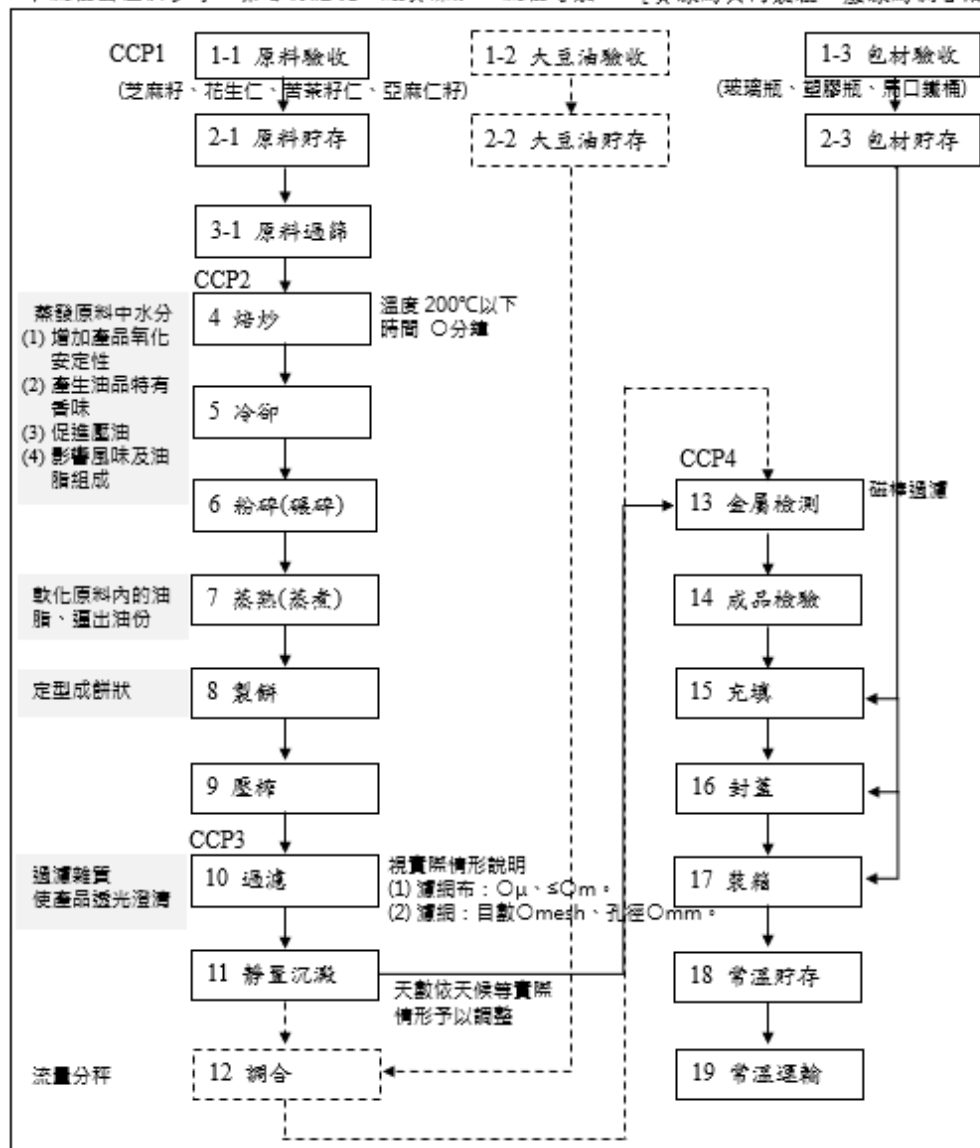 CCP1
1-1 原料驗收
(芝麻籽、花生仁、苦茶籽仁、亞麻仁籽)
2-1 原料貯存
3-1 原料過篩
CCP2
4 焙炒
溫度 200℃以下
時間 ○分鐘
蒸發原料中水分
(1) 增加產品氧化
安定性
(2) 產生油品特有
香味
(3) 促進壓油
(4) 影響風味及油
脂組成
5 冷卻
6 粉碎(碾碎)
軟化原料內的油
脂、逼出油份
7 蒸熟(蒸煮)
定型成餅狀
8 製餅
9 壓榨
CCP3
過濾雜質
使產品透光澄清
10 過濾
視實際情形說明
(1) 濾網布：○μ、≤○m。
(2) 濾網：目數○mesh、孔徑○mm。
11 靜置沉澱
天數依天候等實際
情形予以調整
流量分秤
12 調合
1-2 大豆油驗收
2-2 大豆油貯存
1-3 包材驗收
(玻璃瓶、塑膠瓶、扁口鐵桶)
2-3 包材貯存
CCP4
13 金屬檢測
磁棒過濾
14 成品檢驗
15 充填
16 封蓋
17 裝箱
18 常溫貯存
19 常溫運輸